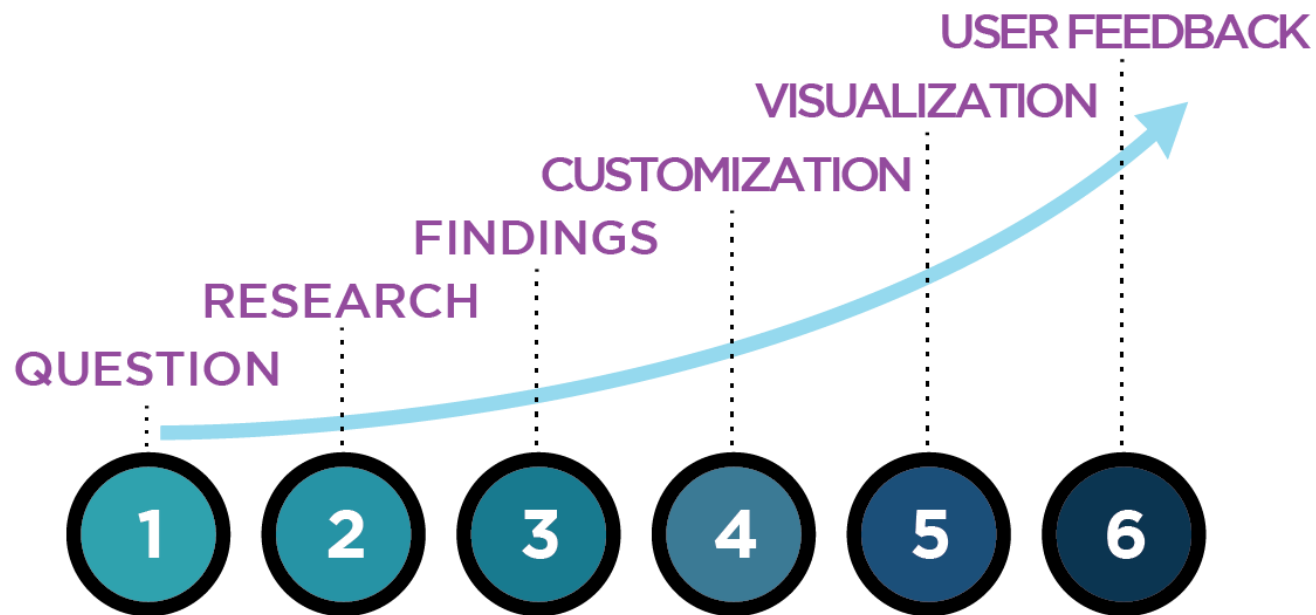 USER FEEDBACK
VISUALIZATION
CUSTOMIZATION
FINDINGS
RESEARCH
QUESTION
1 2 3 4 5 6